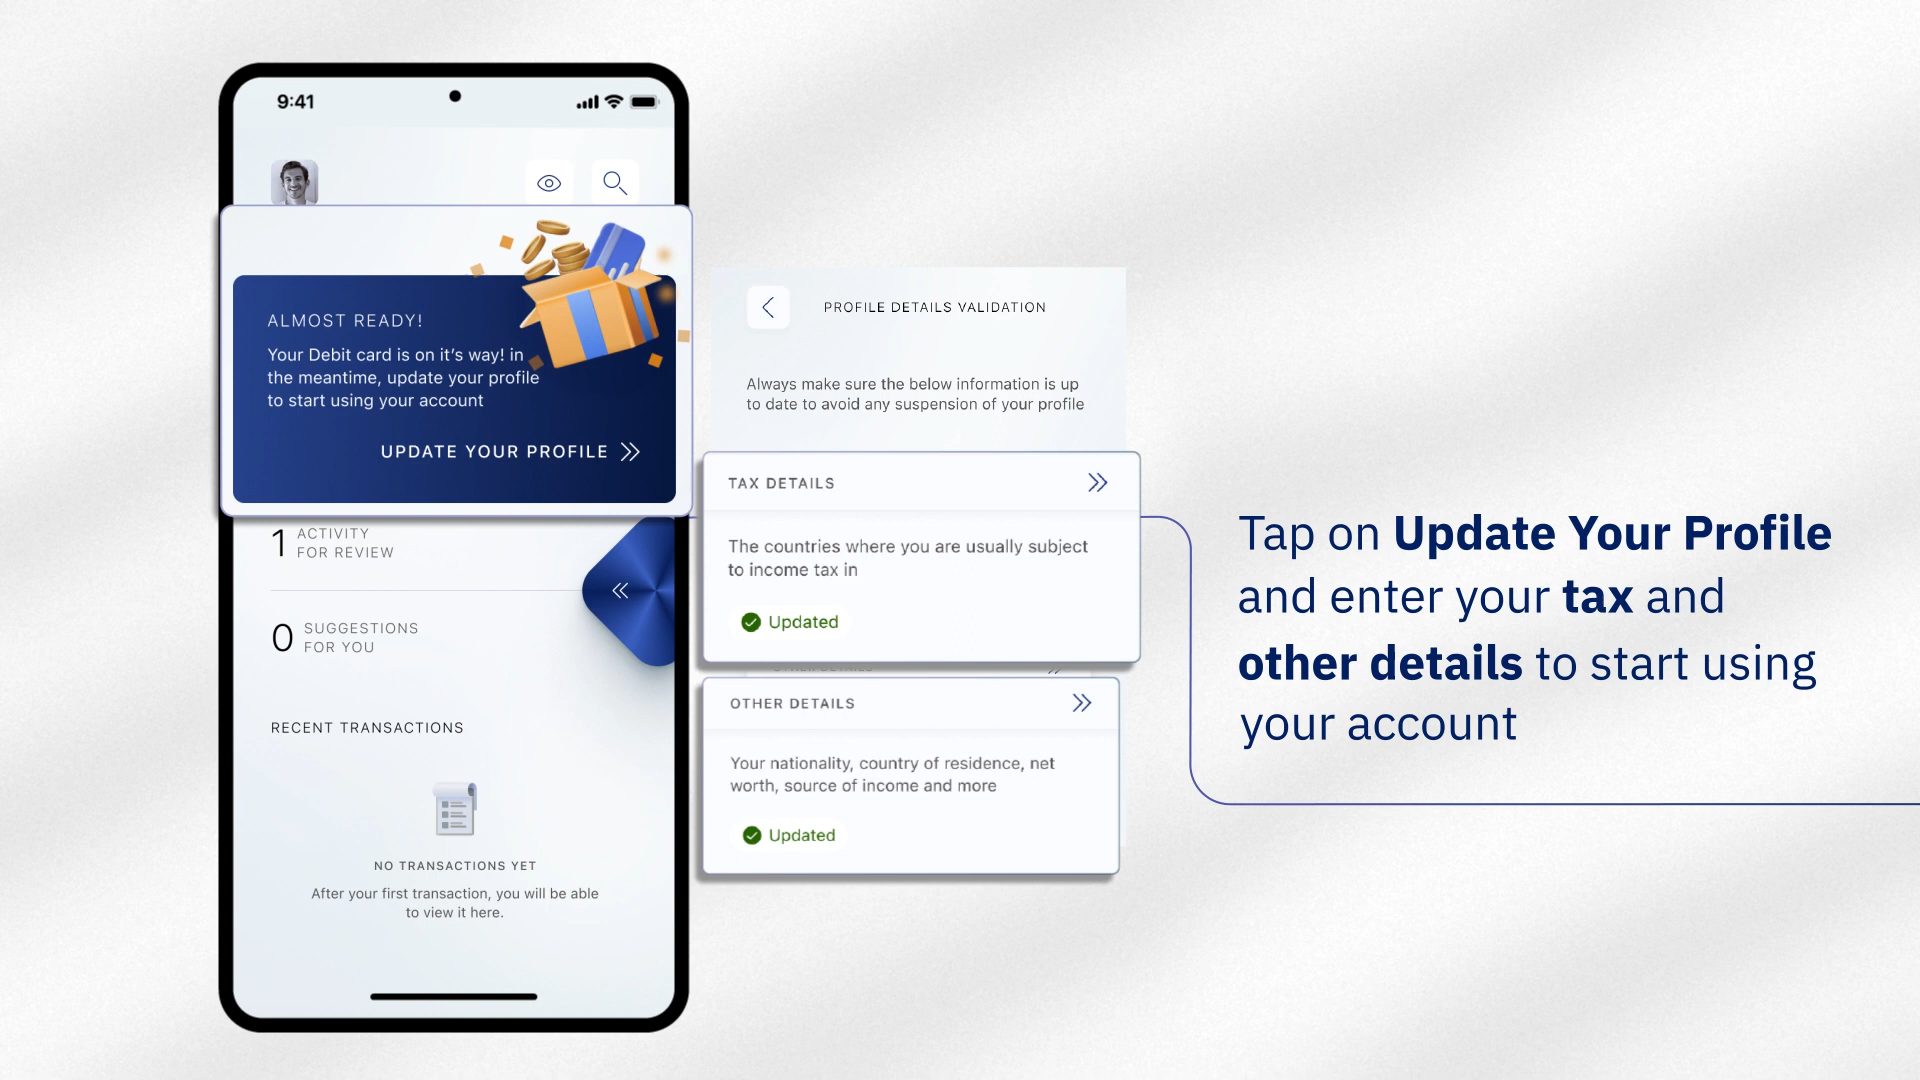 9:41
ALMOST READY!
Your Debit card is on it's way! in
the meantime, update your profile
to start using your account
UPDATE YOUR PROFILE
1 ACTIVITY
FOR REVIEW
0 SUGGESTIONS
FOR YOU
RECENT TRANSACTIONS
NO TRANSACTIONS YET
After your first transaction, you will be able
to view it here.
PROFILE DETAILS VALIDATION
Always make sure the below information is up
to date to avoid any suspension of your profile
TAX DETAILS
The countries where you are usually subject
to income tax in
Updated
OTHER DETAILS
Your nationality, country of residence, net
worth, source of income and more
Updated
Tap on Update Your Profile
and enter your tax and
other details to start using
your account